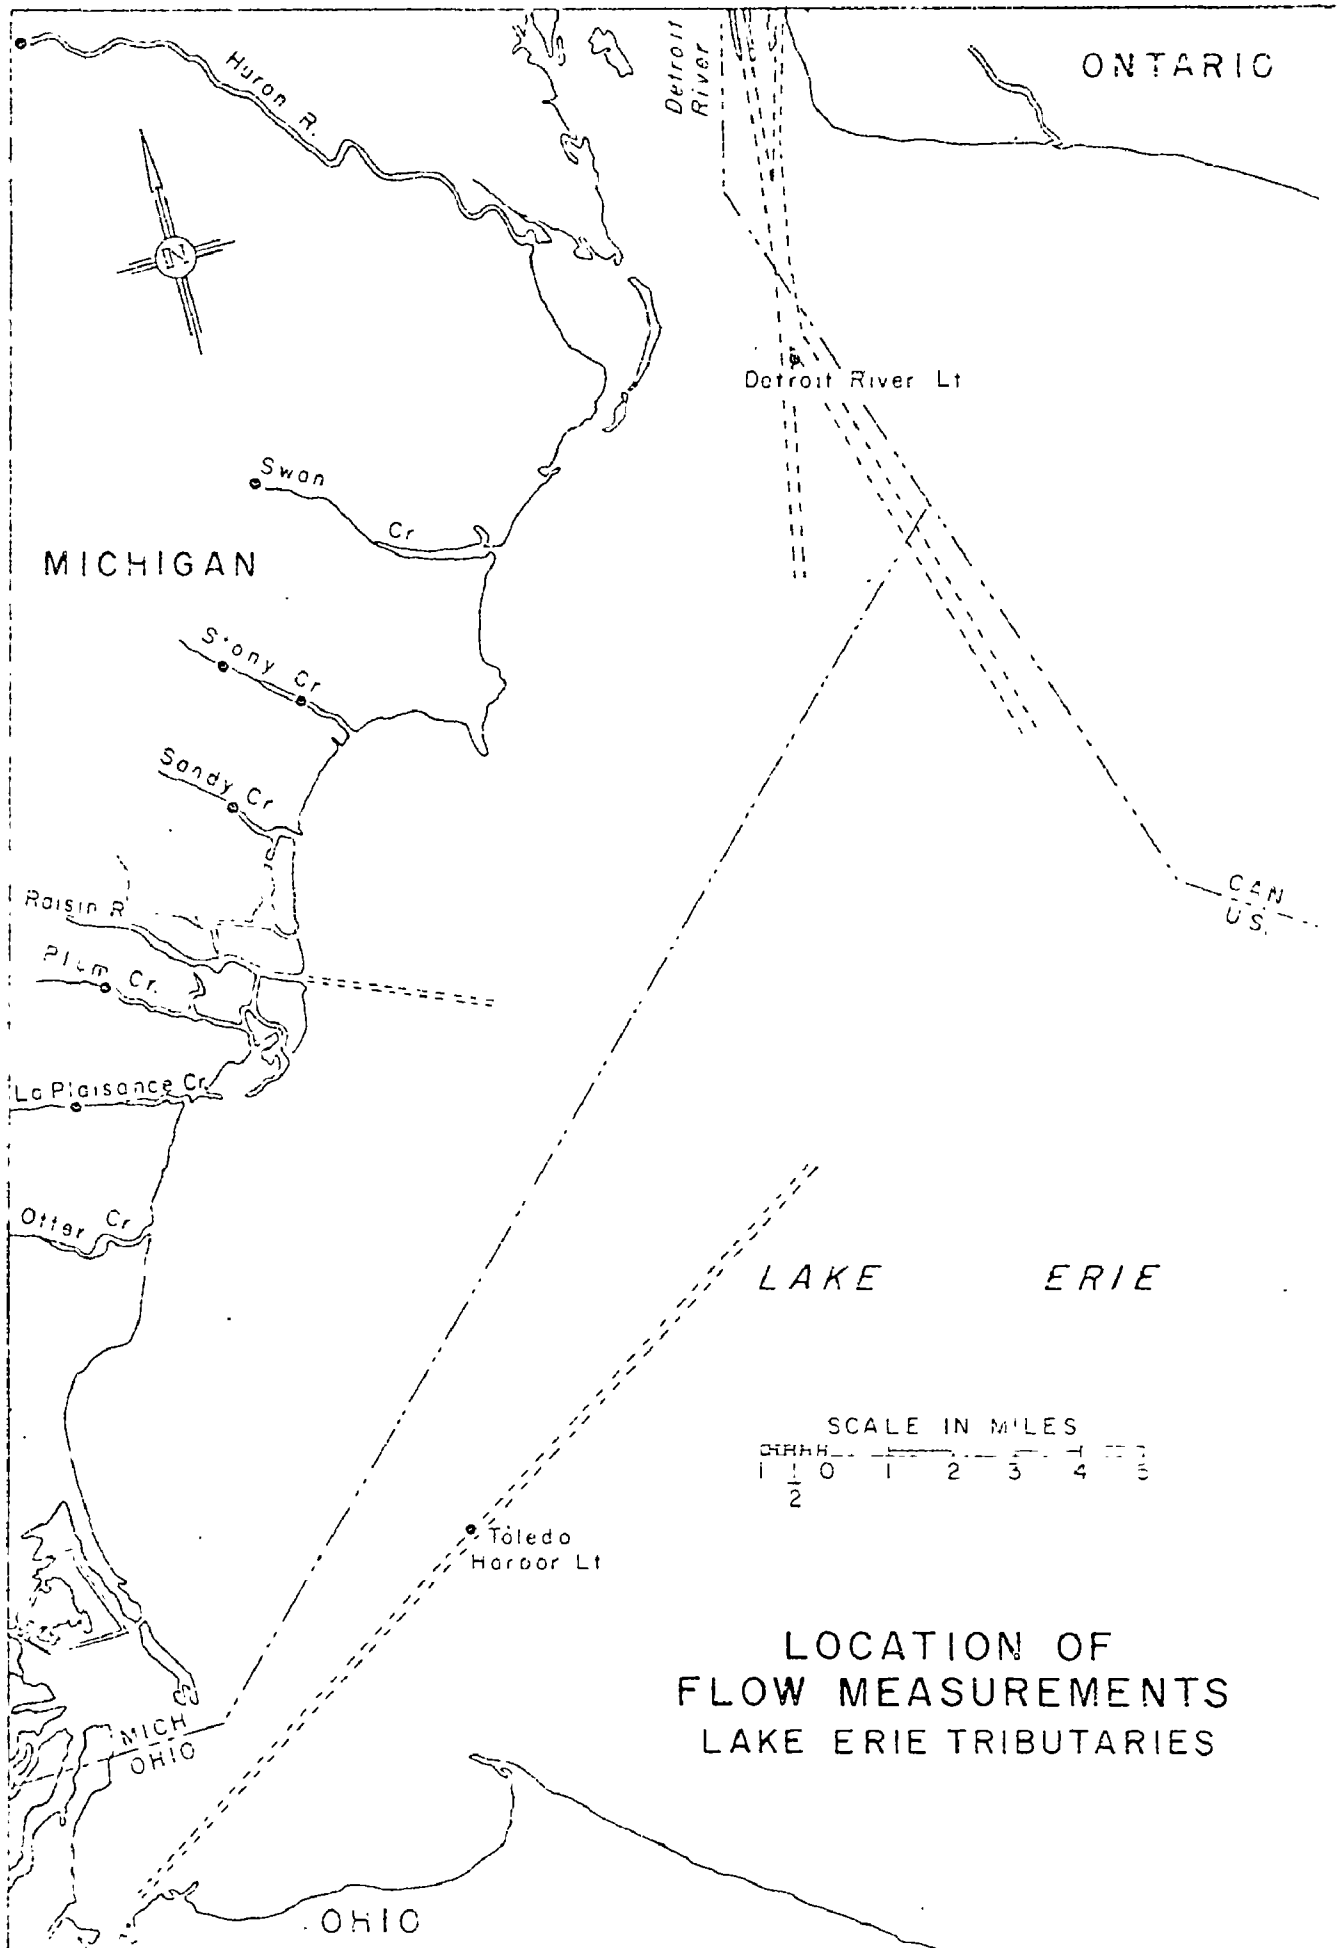 Detroit
River
ONTARIO
Huron R.
N
Detroit River Lt
Swan
Cr
MICHIGAN
Stony Cr
Sandy Cr
Raisin R
Plum Cr.
CAN
U.S.
La Plaisance Cr.
Otter Cr
LAKE ERIE
SCALE IN MILES
1 1/2 0 1 2 3 4 5
Toledo
Harbor Lt
LOCATION OF
FLOW MEASUREMENTS
LAKE ERIE TRIBUTARIES
MICH
OHIO
OHIO